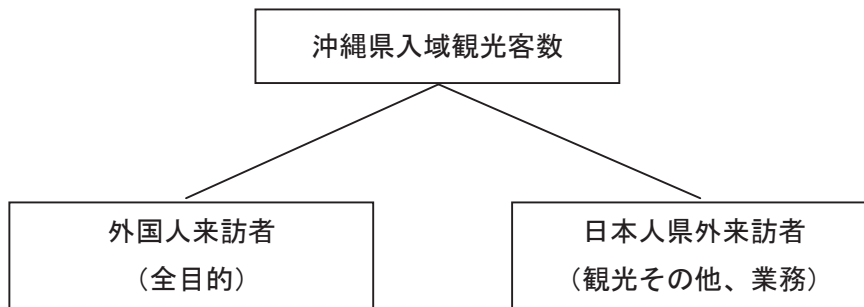 沖縄県入域観光客数
外国人来訪者
（全目的）
日本人県外来訪者
（観光その他、業務）